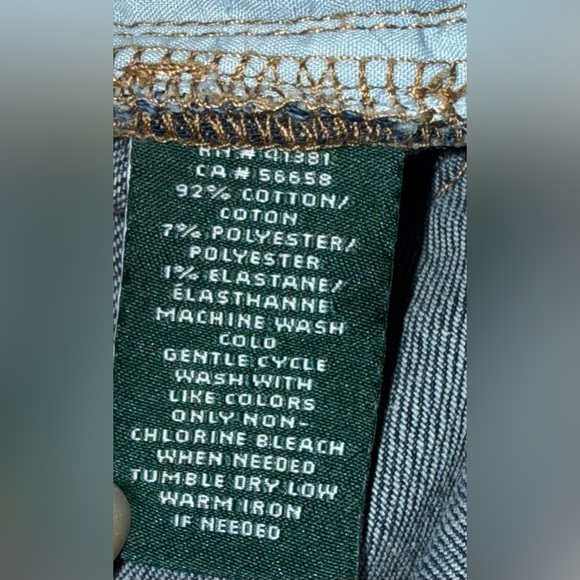 RN # 41381
CA # 56658
92% COTTON/
COTON
7% POLYESTER/
POLYESTER
1% ELASTANE/
ÉLASTHANNE
MACHINE WASH
COLD
GENTLE CYCLE
WASH WITH
LIKE COLORS
ONLY NON-
CHLORINE BLEACH
WHEN NEEDED
TUMBLE DRY LOW
WARM IRON
IF NEEDED